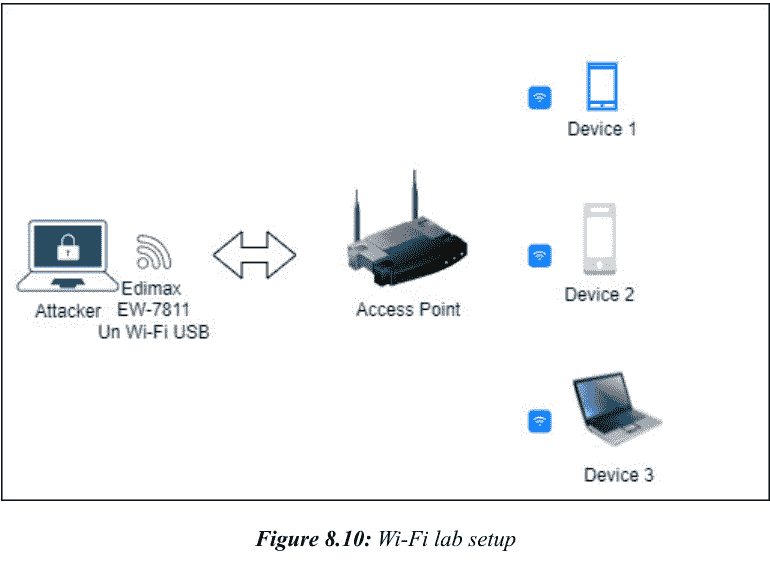 Device 1
Device 2
Edimax
Attacker EW-7811
Un Wi-Fi USB
Access Point
Device 3
Figure 8.10: Wi-Fi lab setup